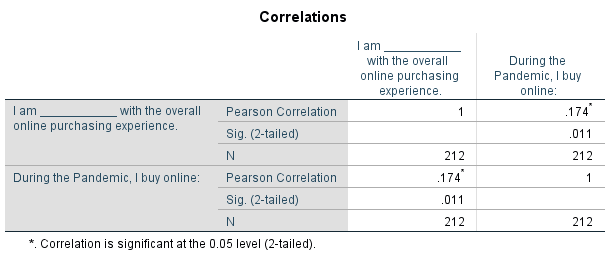 Correlations
I am ____________
with the overall
online purchasing
experience.
During the
Pandemic, I buy
online:
I am ____________ with the overall
online purchasing experience.
Pearson Correlation 1 .174*
Sig. (2-tailed) .011
N 212 212
During the Pandemic, I buy online: Pearson Correlation .174* 1
Sig. (2-tailed) .011
N 212 212
*. Correlation is significant at the 0.05 level (2-tailed).